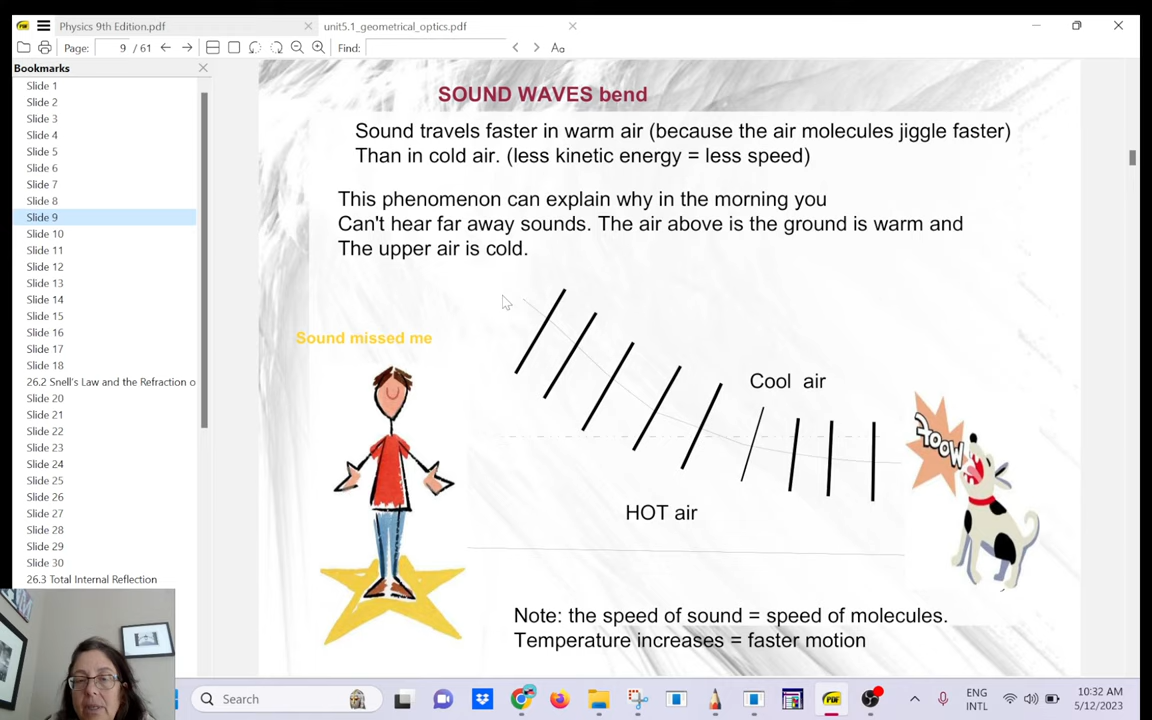 Physics 9th Edition.pdf
unit5.1_geometrical_optics.pdf
Page:
9 / 61
Find:
Aa
Bookmarks
Slide 1
Slide 2
Slide 3
Slide 4
Slide 5
Slide 6
Slide 7
Slide 8
Slide 9
Slide 10
Slide 11
Slide 12
Slide 13
Slide 14
Slide 15
Slide 16
Slide 17
Slide 18
26.2 Snell's Law and the Refraction o
Slide 20
Slide 21
Slide 22
Slide 23
Slide 24
Slide 25
Slide 26
Slide 27
Slide 28
Slide 29
Slide 30
26.3 Total Internal Reflection
SOUND WAVES bend
Sound travels faster in warm air (because the air molecules jiggle faster)
Than in cold air. (less kinetic energy = less speed)
This phenomenon can explain why in the morning you
Can't hear far away sounds. The air above is the ground is warm and
The upper air is cold.
Sound missed me
Cool air
Woof
HOT air
Note: the speed of sound = speed of molecules.
Temperature increases = faster motion
PDF
Search
PDF
ENG
INTL
10:32 AM
5/12/2023